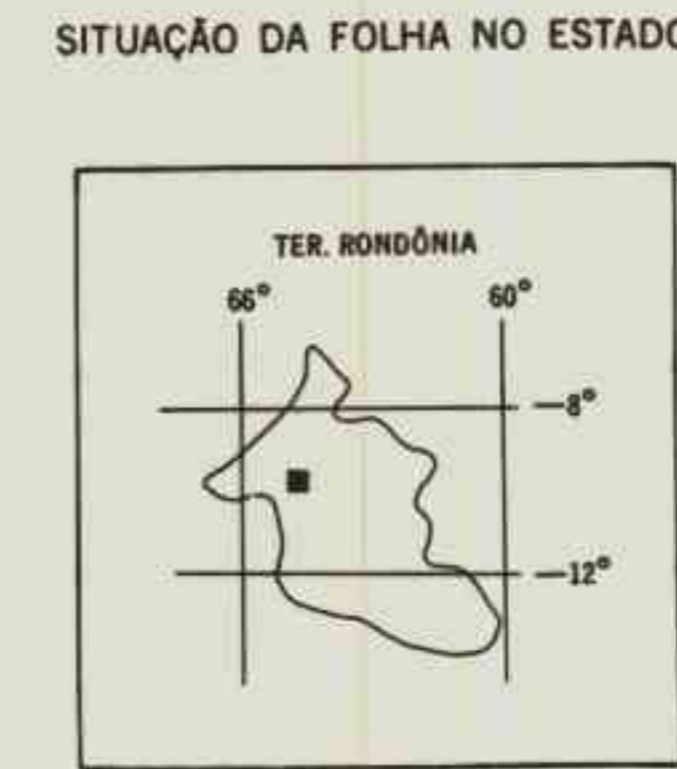 SITUAÇÃO DA FOLHA NO ESTADO
TER. RONDÔNIA
66° 60°
—8°
—12°